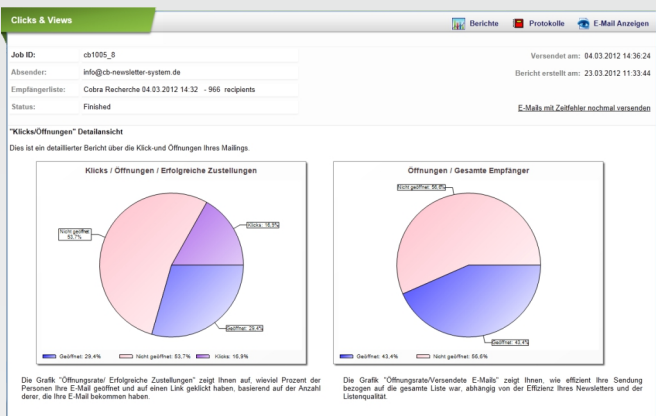 Clicks & Views
Berichte Protokolle E-Mail Anzeigen
Job ID: cb1005_8 Versendet am: 04.03.2012 14:36:24
Absender: info@cb-newsletter-system.de Bericht erstellt am: 23.03.2012 11:33:44
Empfängerliste: Cobra Recherche 04.03.2012 14:32 - 966 recipients
Status: Finished E-Mails mit Zeitfehler nochmal versenden
"Klicks/Öffnungen" Detailansicht
Dies ist ein detaillierter Bericht über die Klick-und Öffnungen Ihres Mailings.
Klicks / Öffnungen / Erfolgreiche Zustellungen
Nicht geöffnet:
53,7%
Klicks: 16,9%
Geöffnet: 29,4%
Geöffnet: 29,4% Nicht geöffnet: 53,7% Klicks: 16,9%
Die Grafik "Öffnungsrate/ Erfolgreiche Zustellungen" zeigt Ihnen auf, wieviel Prozent der
Personen Ihre E-Mail geöffnet und auf einen Link geklickt haben, basierend auf der Anzahl
derer, die Ihre E-Mail bekommen haben.
Öffnungen / Gesamte Empfänger
Nicht geöffnet: 56,6%
Geöffnet: 43,4%
Geöffnet: 43,4% Nicht geöffnet: 56,6%
Die Grafik "Öffnungsrate/Versendete E-Mails" zeigt Ihnen, wie effizient Ihre Sendung
bezogen auf die gesamte Liste war, abhängig von der Effizienz Ihres Newsletters und der
Listenqualität.